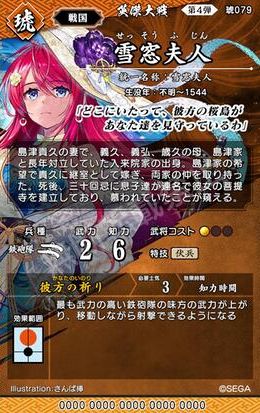 琥
戦国
英傑大戦
第4弾
琥079
せっそうふじん
雪窓夫人
統一名称:雪窓夫人
生没年:不明~1544
「どこにいたって、彼方の桜島が
あなた達を見守っているわ」
島津貴久の妻で、義久、義弘、歳久の母。島津家
と長年対立していた入来院家の出身。島津家の希
望で貴久に継室として嫁ぎ、両家の仲を取り持っ
た。死後、三十三回忌に息子達が連名で彼女の菩提
寺を建立しており、慕われていたことが窺える。
兵種
武力
知力
武将コスト
鉄砲隊
2
6
特技
伏兵
かなたのいのり
彼方の祈り
必要士気
3
効果時間
知力時間
効果範囲
最も武力の高い鉄砲隊の味方の武力が上が
り、移動しながら射撃できるようになる
Illustration:さんば挿
©SEGA
0000 0000 0000 0000 0000